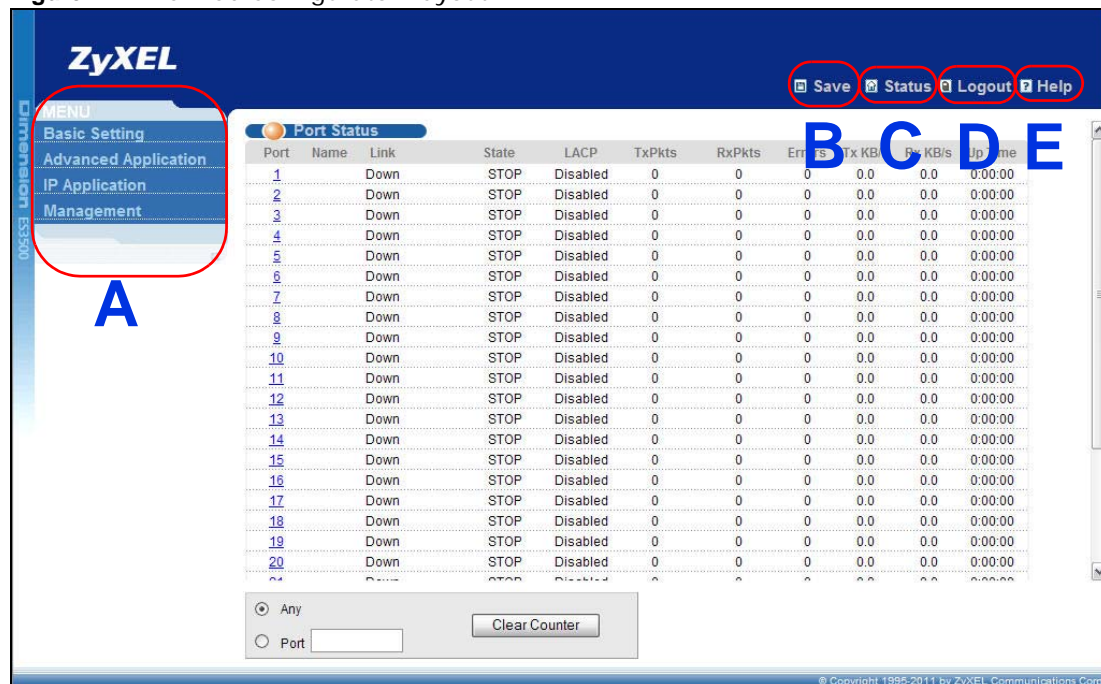 ZyXEL
Save Status Logout Help
B C D E
Dimension ES3500
MENU
Basic Setting
Advanced Application
IP Application
Management
A
Port Status
Port Name Link State LACP TxPkts RxPkts Errors Tx KB/s Rx KB/s Up Time
1 Down STOP Disabled 0 0 0 0.0 0.0 0:00:00
2 Down STOP Disabled 0 0 0 0.0 0.0 0:00:00
3 Down STOP Disabled 0 0 0 0.0 0.0 0:00:00
4 Down STOP Disabled 0 0 0 0.0 0.0 0:00:00
5 Down STOP Disabled 0 0 0 0.0 0.0 0:00:00
6 Down STOP Disabled 0 0 0 0.0 0.0 0:00:00
7 Down STOP Disabled 0 0 0 0.0 0.0 0:00:00
8 Down STOP Disabled 0 0 0 0.0 0.0 0:00:00
9 Down STOP Disabled 0 0 0 0.0 0.0 0:00:00
10 Down STOP Disabled 0 0 0 0.0 0.0 0:00:00
11 Down STOP Disabled 0 0 0 0.0 0.0 0:00:00
12 Down STOP Disabled 0 0 0 0.0 0.0 0:00:00
13 Down STOP Disabled 0 0 0 0.0 0.0 0:00:00
14 Down STOP Disabled 0 0 0 0.0 0.0 0:00:00
15 Down STOP Disabled 0 0 0 0.0 0.0 0:00:00
16 Down STOP Disabled 0 0 0 0.0 0.0 0:00:00
17 Down STOP Disabled 0 0 0 0.0 0.0 0:00:00
18 Down STOP Disabled 0 0 0 0.0 0.0 0:00:00
19 Down STOP Disabled 0 0 0 0.0 0.0 0:00:00
20 Down STOP Disabled 0 0 0 0.0 0.0 0:00:00
Any
Port
Clear Counter
© Copyright 1995-2011 by ZyXEL Communications Corp